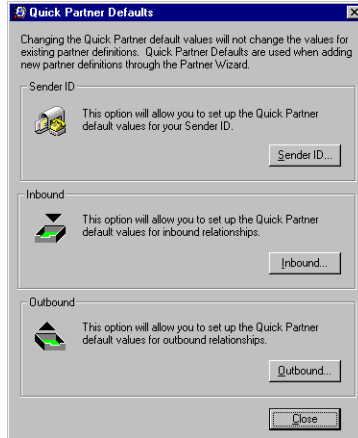 Quick Partner Defaults
Changing the Quick Partner default values will not change the values for
existing partner definitions. Quick Partner Defaults are used when adding
new partner definitions through the Partner Wizard.
Sender ID
This option will allow you to set up the Quick Partner
default values for your Sender ID.
Sender ID...
Inbound
This option will allow you to set up the Quick Partner
default values for inbound relationships.
Inbound...
Outbound
This option will allow you to set up the Quick Partner
default values for outbound relationships.
Outbound...
Close